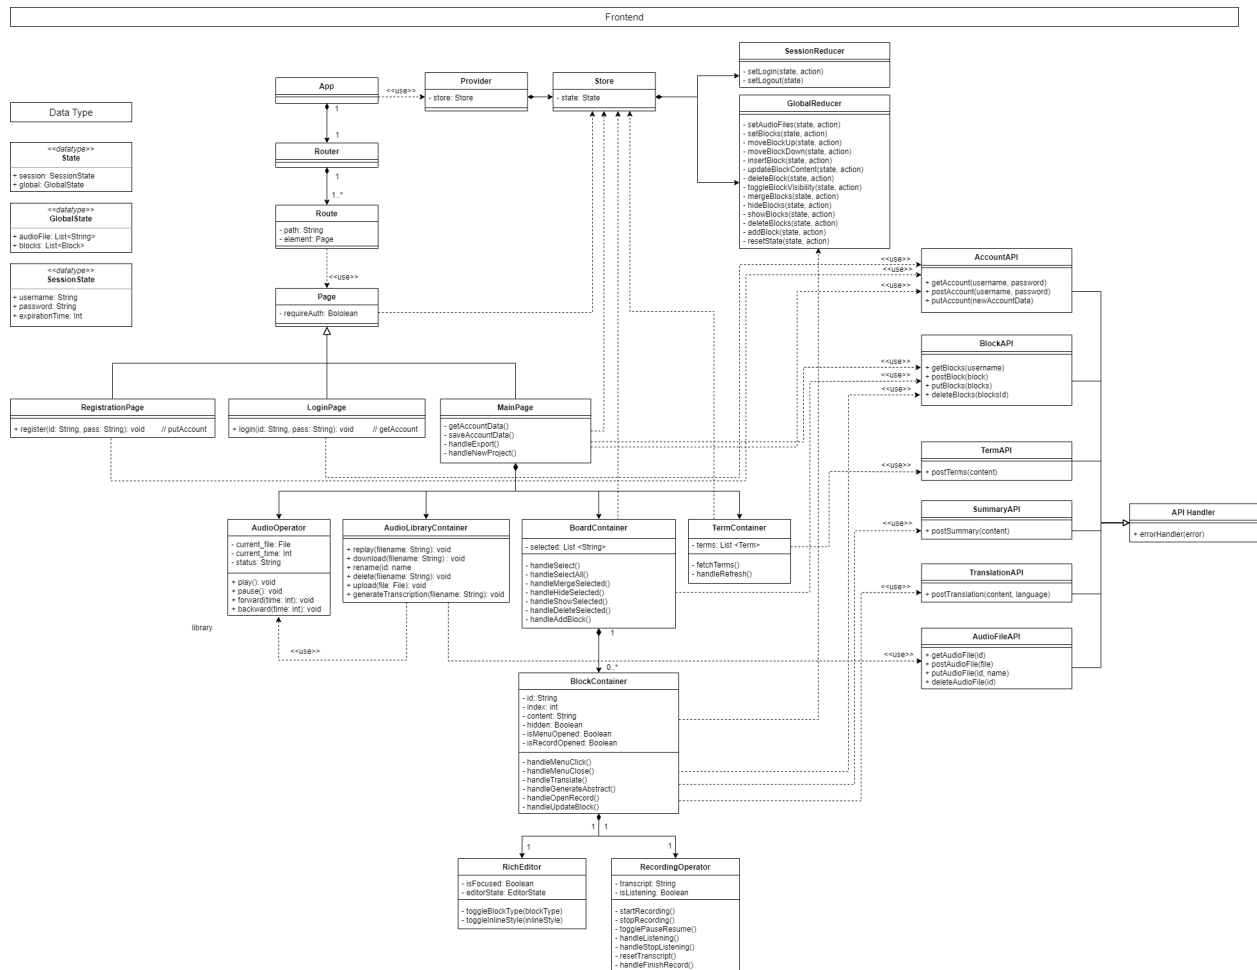 Frontend
SessionReducer
- setLogin(state, action)
- setLogout(state)
App
<<use>>
Provider
- store: Store
Store
- state: State
1
1
Data Type
GlobalReducer
- setAudioFiles(state, action)
- setBlocks(state, action)
- moveBlockUp(state, action)
- moveBlockDown(state, action)
- insertBlock(state, action)
- updateBlockContent(state, action)
- deleteBlock(state, action)
- toggleBlockVisibility(state, action)
- mergeBlocks(state, action)
- hideBlocks(state, action)
- showBlocks(state, action)
- deleteBlocks(state, action)
- addBlock(state, action)
- resetState(state, action)
<<datatype>>
State
+ session: SessionState
+ global: GlobalState
Router
1
1..*
<<datatype>>
GlobalState
+ audioFile: List<String>
+ blocks: List<Block>
Route
- path: String
- element: Page
<<use>>
<<datatype>>
SessionState
+ username: String
+ password: String
+ expirationTime: Int
Page
- requireAuth: Bololean
<<use>>
<<use>>
<<use>>
AccountAPI
+ getAccount(username, password)
+ postAccount(username, password)
+ putAccount(newAccountData)
<<use>>
<<use>>
<<use>>
BlockAPI
+ getBlocks(username)
+ postBlock(block)
+ putBlocks(blocks)
+ deleteBlocks(blocksId)
RegistrationPage
+ register(id: String, pass: String): void // putAccount
LoginPage
+ login(id: String, pass: String): void // getAccount
MainPage
- getAccountData()
- saveAccountData()
- handleExport()
- handleNewProject()
<<use>>
TermAPI
+ postTerms(content)
<<use>>
SummaryAPI
+ postSummary(content)
API Handler
+ errorHandler(error)
AudioOperator
- current_file: File
- current_time: Int
- status: String
+ play(): void
+ pause(): void
+ forward(time: int): void
+ backward(time: int): void
AudioLibraryContainer
+ replay(filename: String): void
+ download(filename: String) : void
+ rename(id: name
+ delete(filename: String): void
+ upload(file: File): void
+ generateTranscription(filename: String): void
BoardContainer
- selected: List <String>
- handleSelect()
- handleSelectAll()
- handleMergeSelected()
- handleHideSelected()
- handleShowSelected()
- handleDeleteSelected()
- handleAddBlock()
TermContainer
- terms: List <Term>
- fetchTerms()
- handleRefresh()
<<use>>
TranslationAPI
+ postTranslation(content, language)
library
<<use>>
1
0..*
<<use>>
AudioFileAPI
+ getAudioFile(id)
+ postAudioFile(file)
+ putAudioFile(id, name)
+ deleteAudioFile(id)
BlockContainer
- id: String
- index: int
- content: String
- hidden: Boolean
- isMenuOpened: Boolean
- isRecordOpened: Boolean
- handleMenuClick()
- handleMenuClose()
- handleTranslate()
- handleGenerateAbstract()
- handleOpenRecord()
- handleUpdateBlock()
1
1
1
1
RichEditor
- isFocused: Boolean
- editorState: EditorState
- toggleBlockType(blockType)
- toggleInlineStyle(inlineStyle)
RecordingOperator
- transcript: String
- isListening: Boolean
- startRecording()
- stopRecording()
- togglePauseResume()
- handleListening()
- handleStopListening()
- resetTranscript()
- handleFinishRecord()